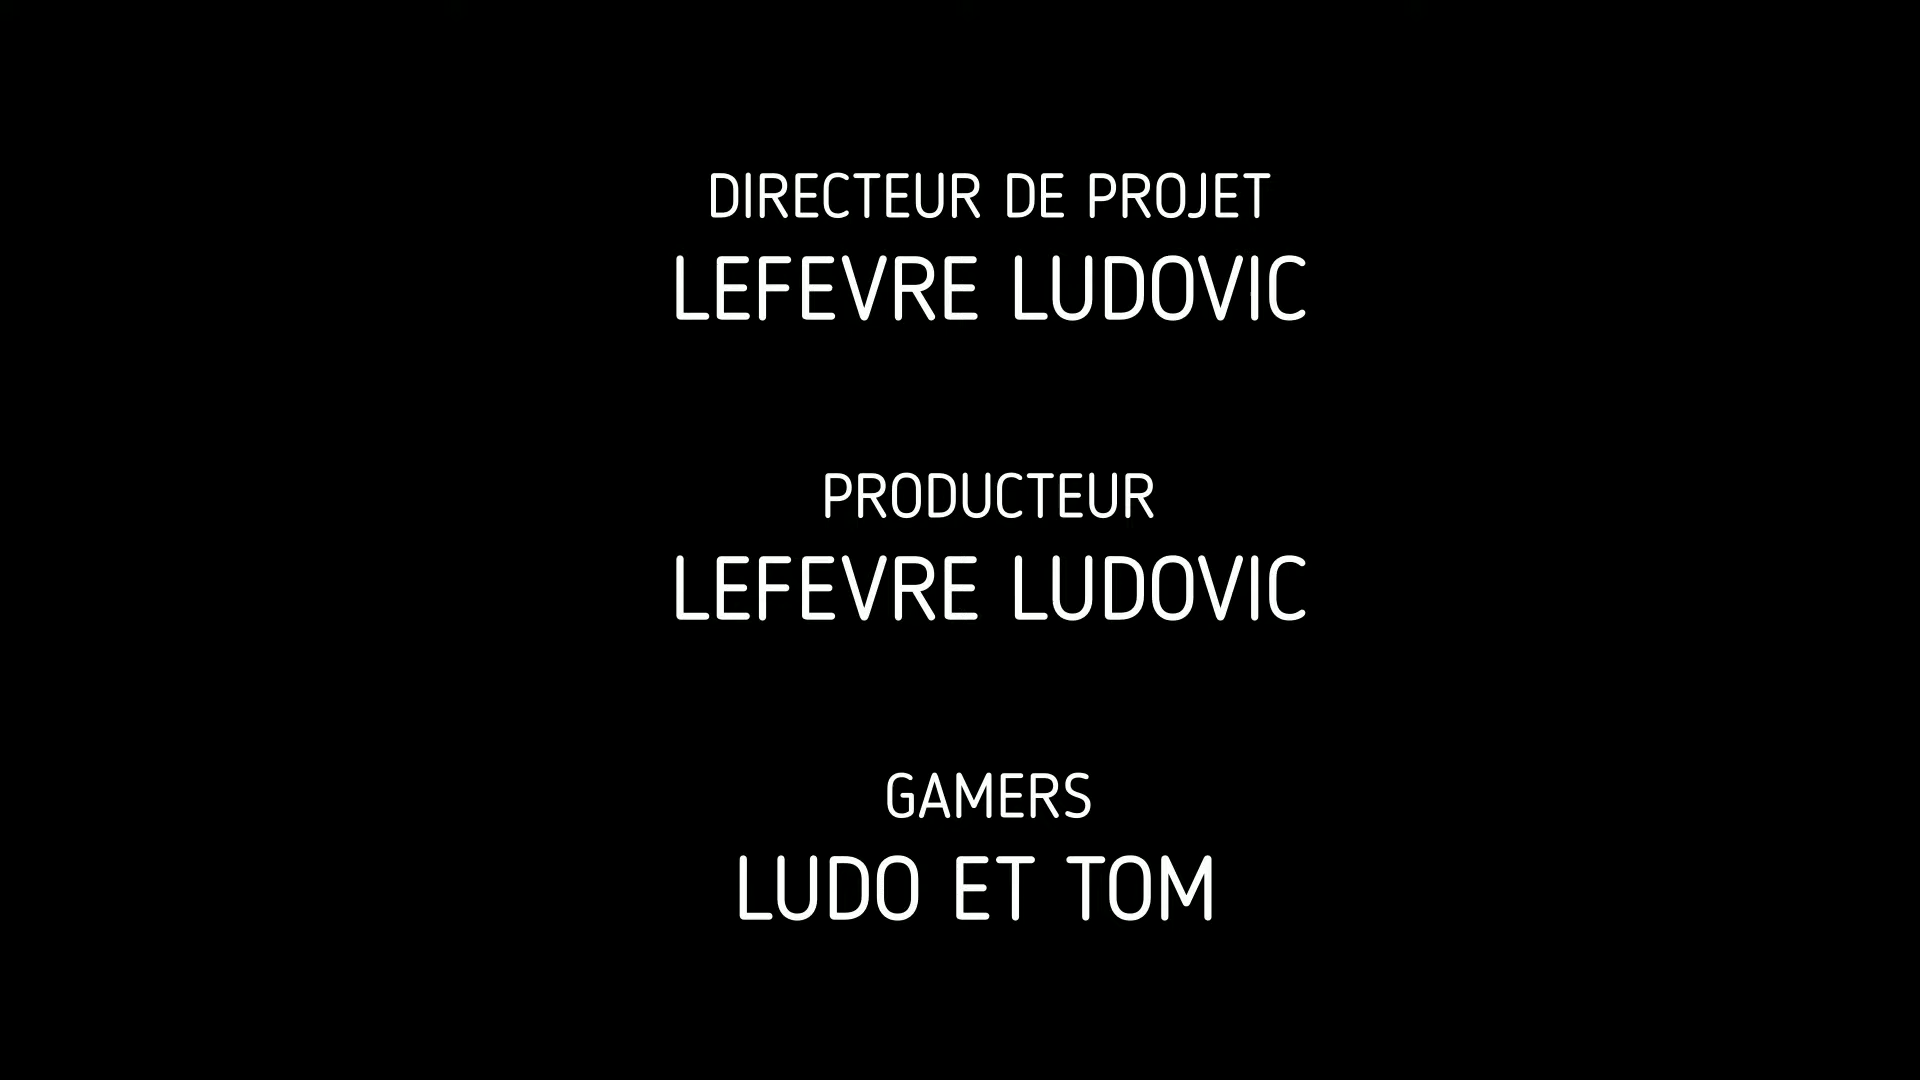 DIRECTEUR DE PROJET
LEFEVRE LUDOVIC
PRODUCTEUR
LEFEVRE LUDOVIC
GAMERS
LUDO ET TOM